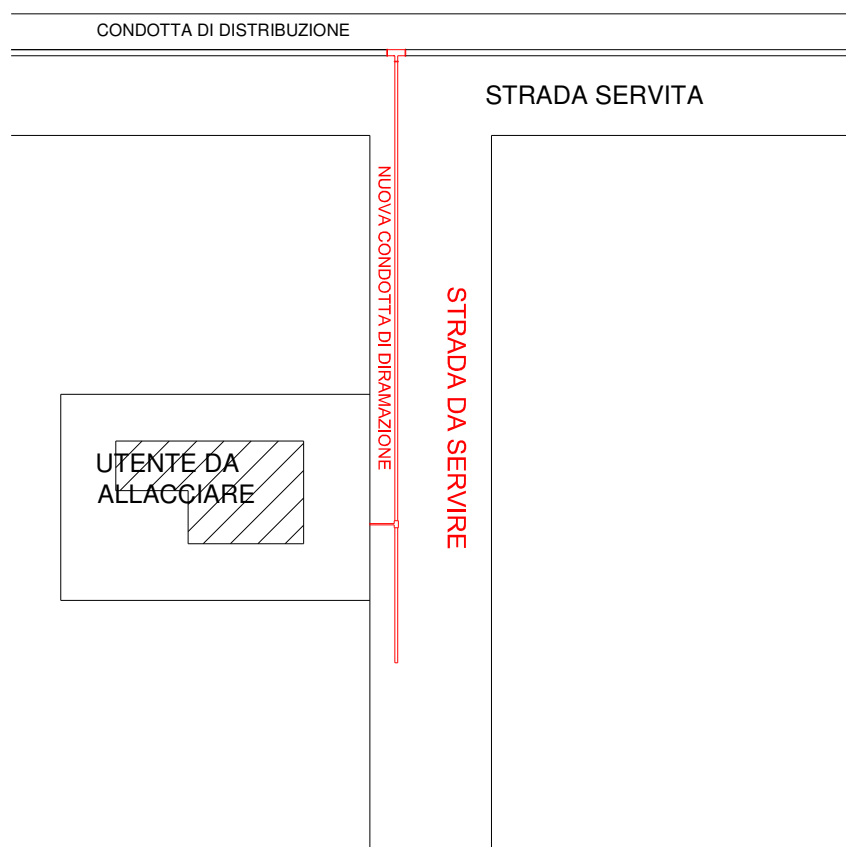 CONDOTTA DI DISTRIBUZIONE
STRADA SERVITA
NUOVA CONDOTTA DI DIRAMAZIONE
STRADA DA SERVIRE
UTENTE DA
ALLACCIARE